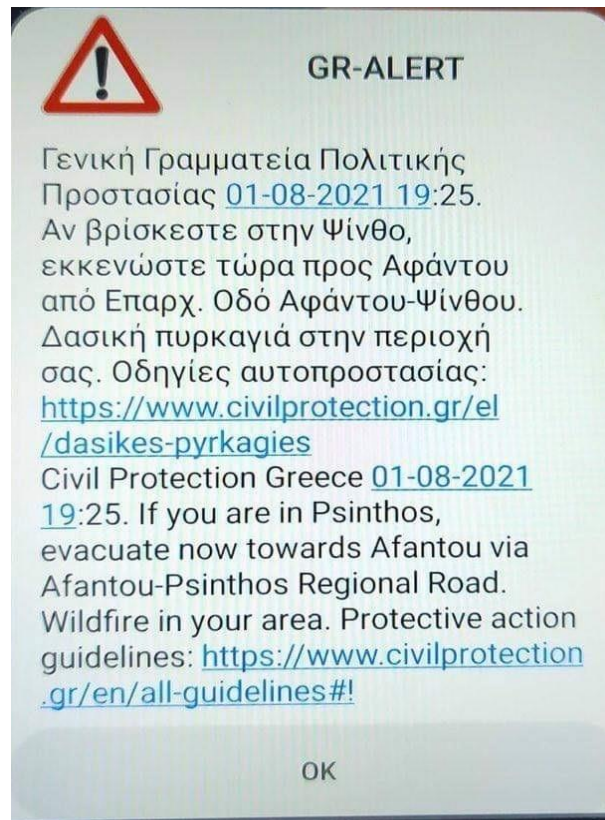 GR-ALERT
Γενική Γραμματεία Πολιτικής
Προστασίας 01-08-2021 19:25.
Αν βρίσκεστε στην Ψίνθο,
εκκενώστε τώρα προς Αφάντου
από Επαρχ. Οδό Αφάντου-Ψίνθου.
Δασική πυρκαγιά στην περιοχή
σας. Οδηγίες αυτοπροστασίας:
https://www.civilprotection.gr/el
/dasikes-pyrkagies
Civil Protection Greece 01-08-2021
19:25. If you are in Psinthos,
evacuate now towards Afantou via
Afantou-Psinthos Regional Road.
Wildfire in your area. Protective action
guidelines: https://www.civilprotection
.gr/en/all-guidelines#!
OK